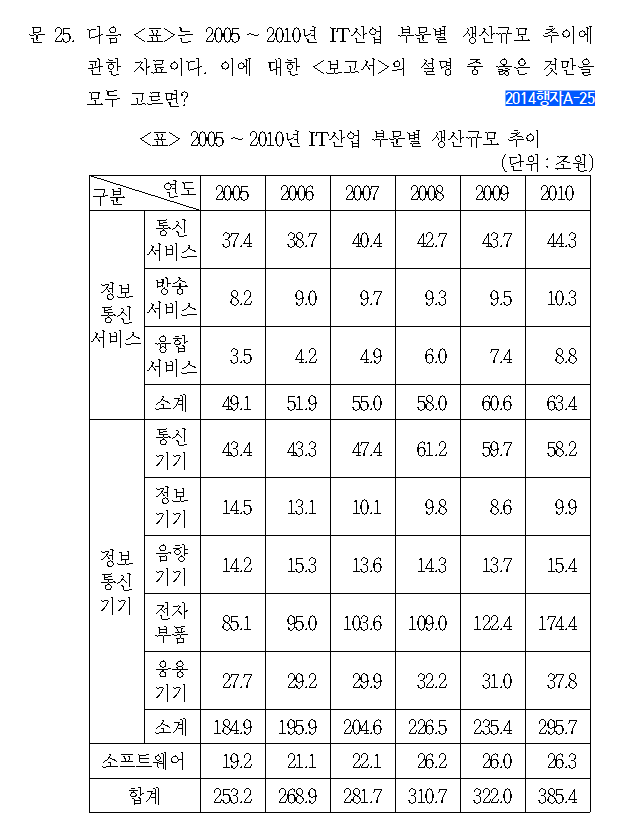 문 25. 다음 <표>는 2005 ~ 2010년 IT산업 부문별 생산규모 추이에
관한 자료이다. 이에 대한 <보고서>의 설명 중 옳은 것만을
모두 고르면?
2014행자A-25
<표> 2005 ~ 2010년 IT산업 부문별 생산규모 추이
(단위 : 조원)
구분 연도 2005 2006 2007 2008 2009 2010
정보
통신
서비스
통신
서비스 37.4 38.7 40.4 42.7 43.7 44.3
방송
서비스 8.2 9.0 9.7 9.3 9.5 10.3
융합
서비스 3.5 4.2 4.9 6.0 7.4 8.8
소계 49.1 51.9 55.0 58.0 60.6 63.4
정보
통신
기기
통신
기기 43.4 43.3 47.4 61.2 59.7 58.2
정보
기기 14.5 13.1 10.1 9.8 8.6 9.9
음향
기기 14.2 15.3 13.6 14.3 13.7 15.4
전자
부품 85.1 95.0 103.6 109.0 122.4 174.4
응용
기기 27.7 29.2 29.9 32.2 31.0 37.8
소계 184.9 195.9 204.6 226.5 235.4 295.7
소프트웨어 19.2 21.1 22.1 26.2 26.0 26.3
합계 253.2 268.9 281.7 310.7 322.0 385.4